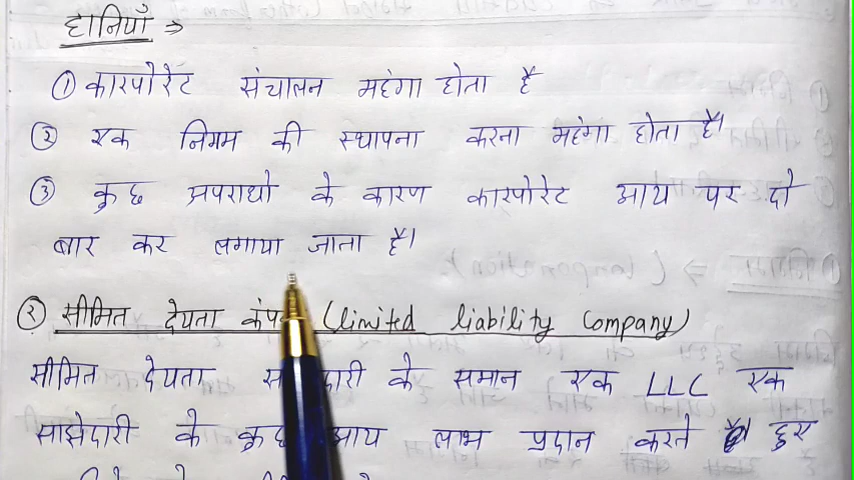 हानियाँ ⇒
① कारपोरेट संचालन महंगा होता है
② एक निगम की स्थापना करना महंगा होता है।
③ कुछ अपराधो के कारण कारपोरेट आय पर दो
बार कर लगाया जाता है।
② सीमित देयता (limited liability Company)
सीमित देयता के समान एक LLC एक
साझेदारी के कुछ आय लाभ प्रदान करते हुए